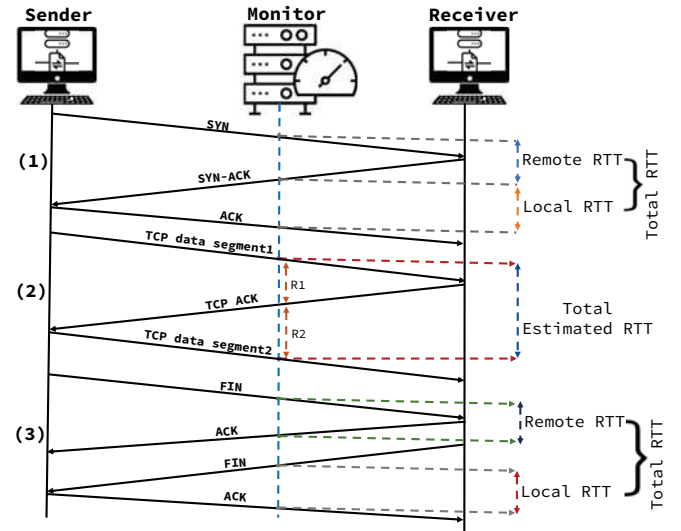 Sender
Monitor
Receiver
SYN
(1)
Remote RTT
SYN-ACK
Total RTT
Local RTT
ACK
TCP data segment1
R1
(2)
TCP ACK
Total
Estimated RTT
R2
TCP data segment2
FIN
Remote RTT
(3)
ACK
Total RTT
FIN
Local RTT
ACK